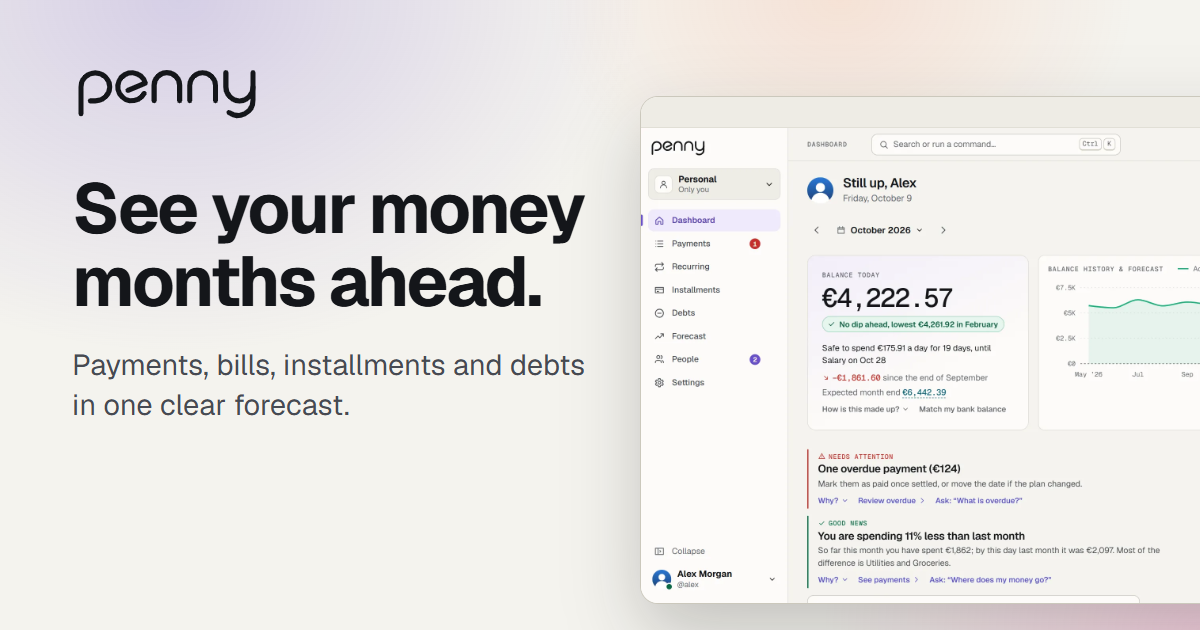 penny
See your money
months ahead.
Payments, bills, installments and debts
in one clear forecast.
penny
Personal
Only you
Dashboard
Payments 1
Recurring
Installments
Debts
Forecast
People 2
Settings
Collapse
Alex Morgan
@alex
DASHBOARD
Search or run a command... Ctrl K
Still up, Alex
Friday, October 9
October 2026
BALANCE TODAY
€4,222.57
No dip ahead, lowest €4,261.92 in February
Safe to spend €175.91 a day for 19 days, until
Salary on Oct 28
−€1,861.60 since the end of September
Expected month end €6,442.39
How is this made up? Match my bank balance
BALANCE HISTORY & FORECAST Ac
€7.5K
€5K
€2.5K
€0
May '26 Jul Sep
NEEDS ATTENTION
One overdue payment (€124)
Mark them as paid once settled, or move the date if the plan changed.
Why? Review overdue Ask: "What is overdue?"
GOOD NEWS
You are spending 11% less than last month
So far this month you have spent €1,862; by this day last month it was €2,097. Most of the
difference is Utilities and Groceries.
Why? See payments Ask: "Where does my money go?"